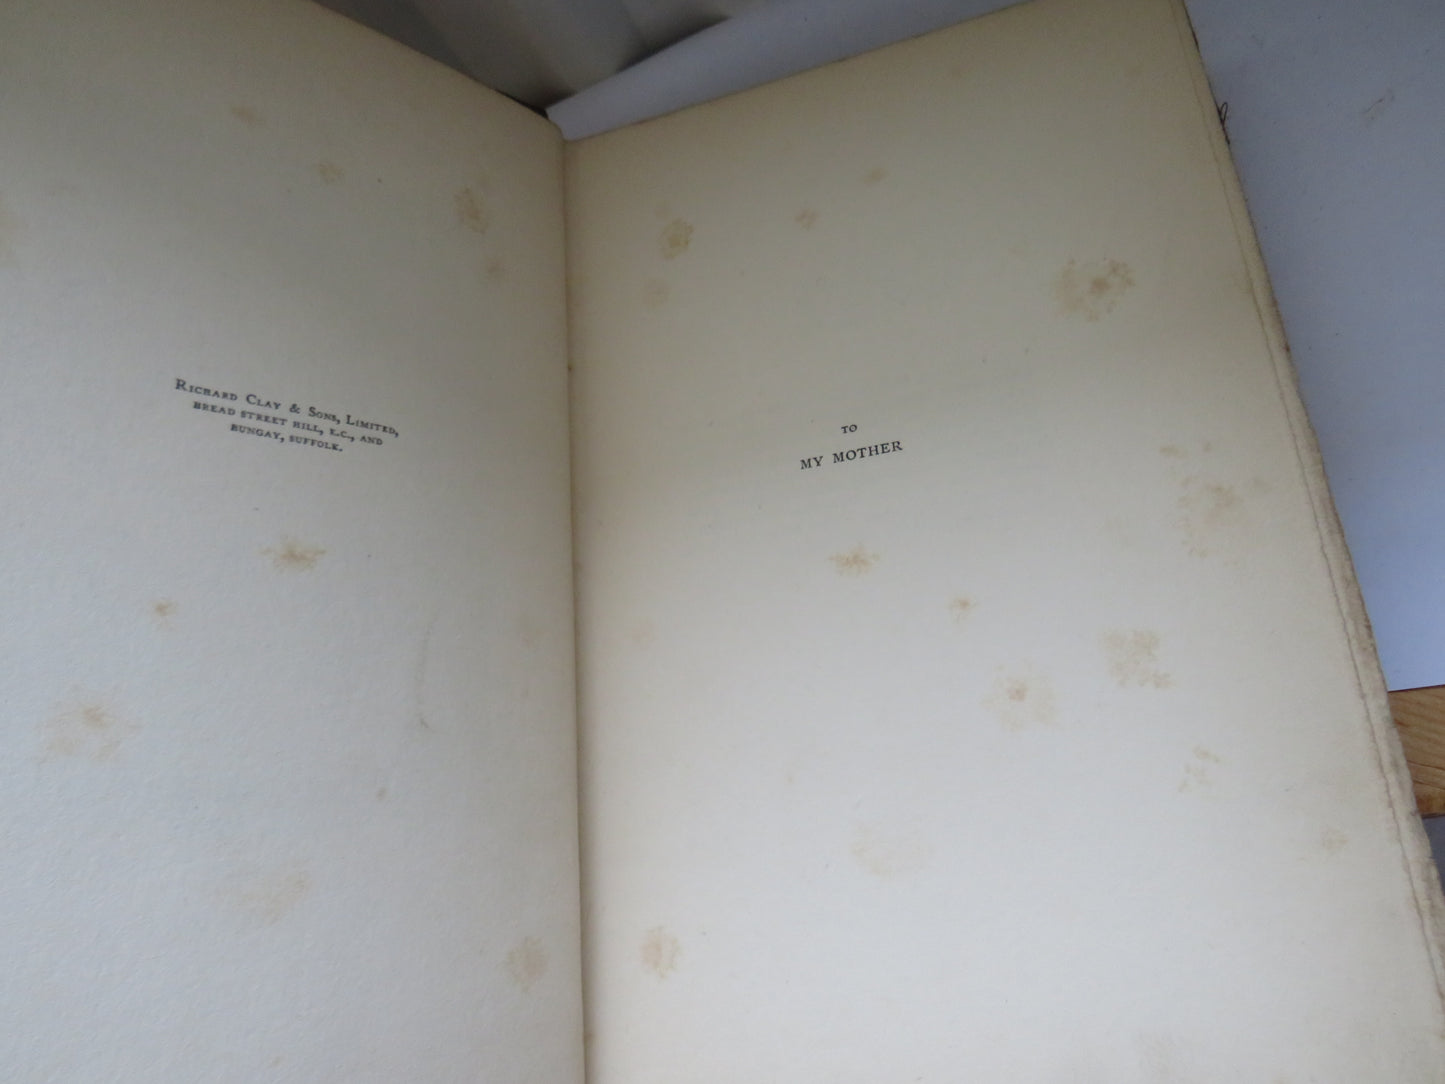 Richard Clay & Sons, Limited,
BREAD STREET HILL, E.C., AND
BUNGAY, SUFFOLK.
TO
MY MOTHER